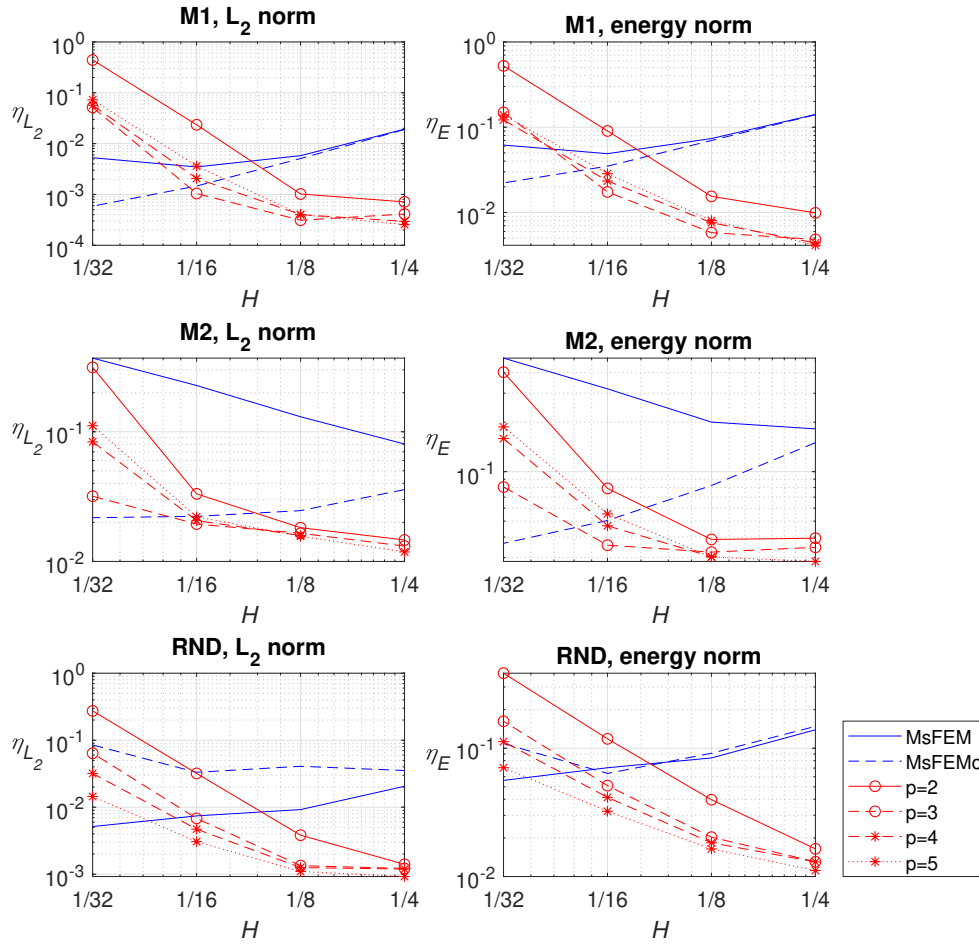 M1, L2 norm
10^0
10^-1
10^-2
10^-3
10^-4
ηL2
1/32 1/16 1/8 1/4
H
M1, energy norm
10^0
10^-1
10^-2
ηE
1/32 1/16 1/8 1/4
H
M2, L2 norm
10^-1
10^-2
ηL2
1/32 1/16 1/8 1/4
H
M2, energy norm
10^-1
ηE
1/32 1/16 1/8 1/4
H
RND, L2 norm
10^0
10^-1
10^-2
10^-3
ηL2
1/32 1/16 1/8 1/4
H
RND, energy norm
10^-1
10^-2
ηE
1/32 1/16 1/8 1/4
H
MsFEM
MsFEMo
p=2
p=3
p=4
p=5